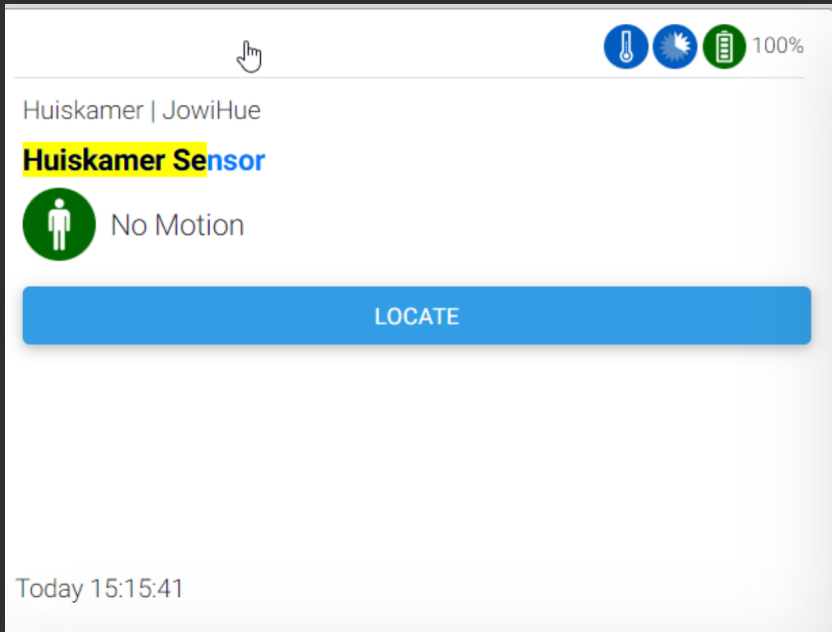 100%
Huiskamer | JowiHue
Huiskamer Sensor
No Motion
LOCATE
Today 15:15:41